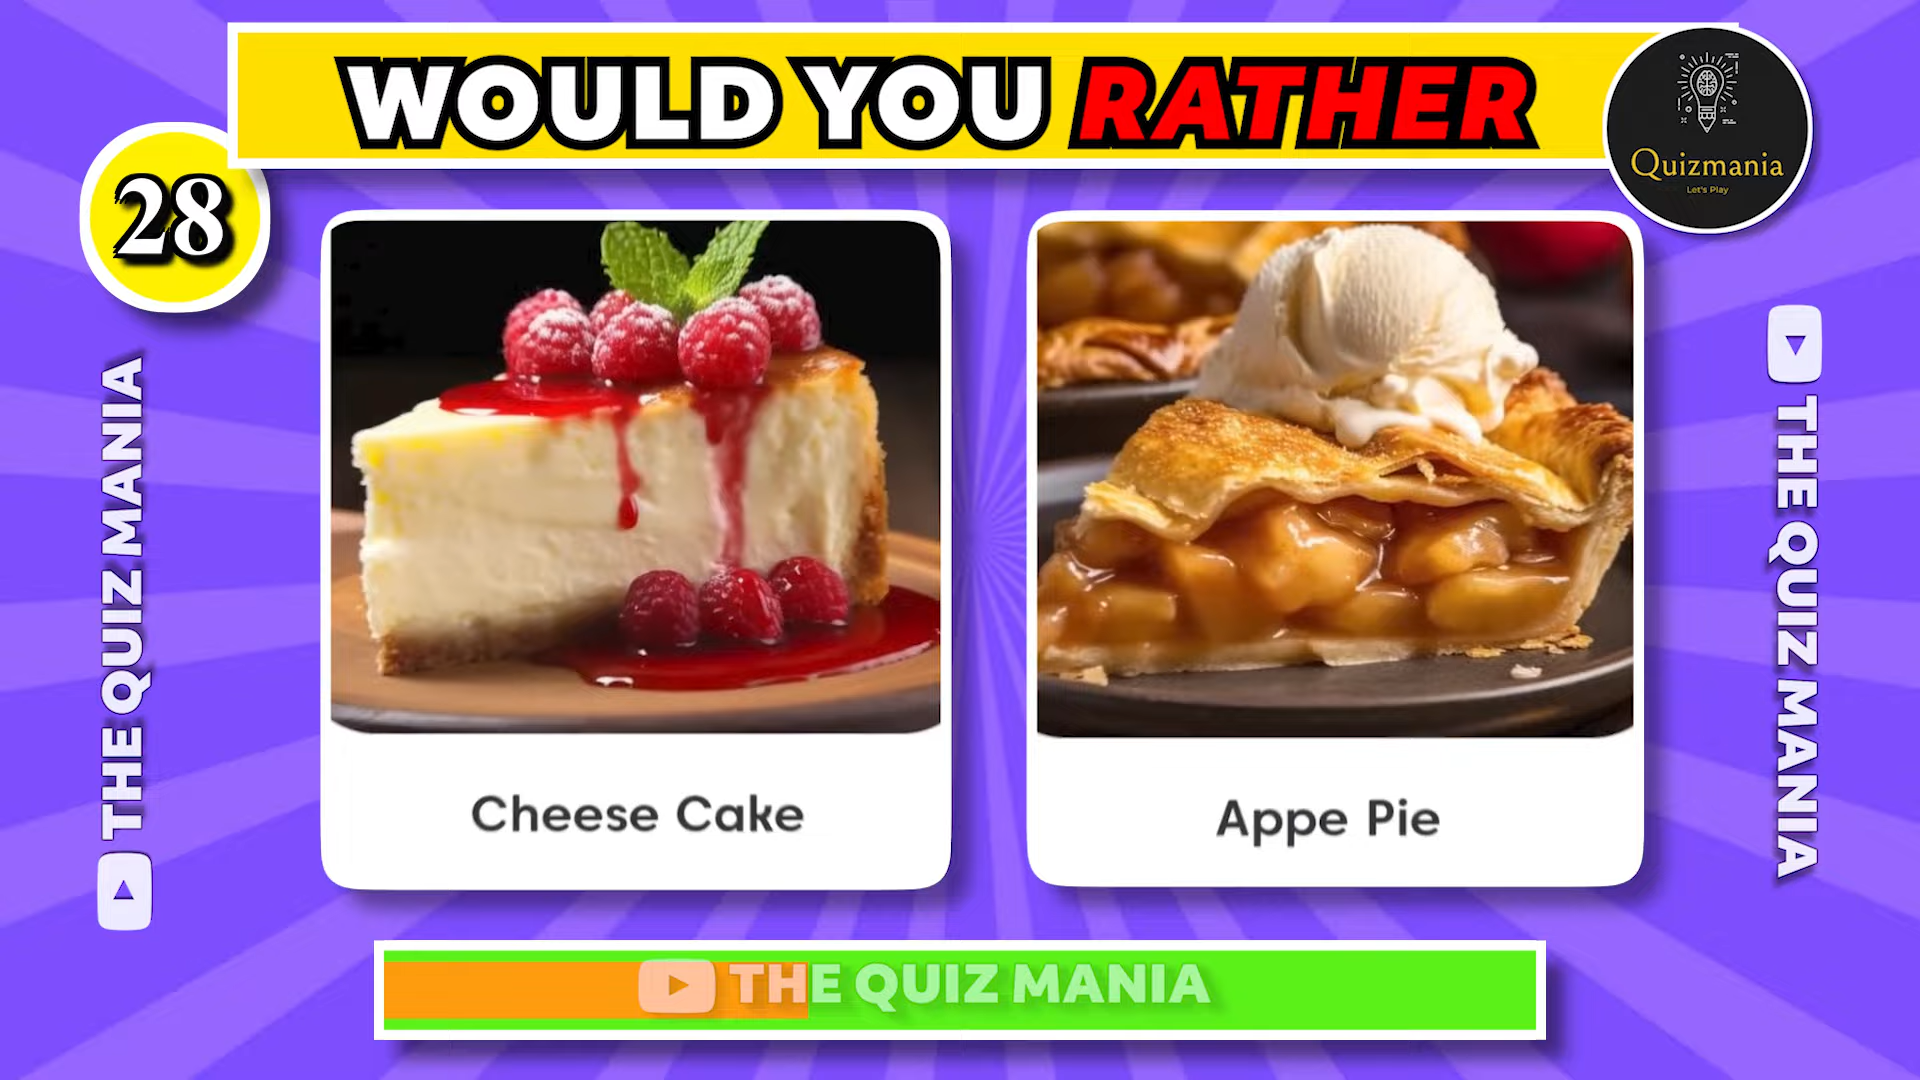 WOULD YOU RATHER
28
Quizmania
Let's Play
THE QUIZ MANIA
THE QUIZ MANIA
Cheese Cake
Appe Pie
THE QUIZ MANIA